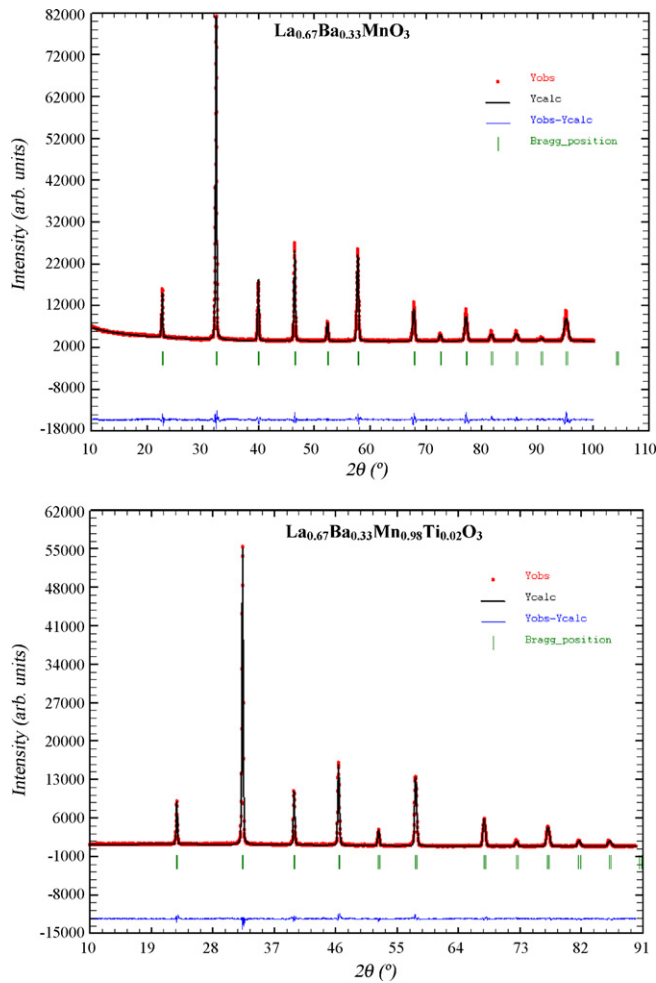 La0.67Ba0.33MnO3
82000
72000
62000
52000
42000
32000
22000
12000
2000
-8000
-18000
Intensity (arb. units)
Yobs
Ycalc
Yobs-Ycalc
Bragg_position
10 20 30 40 50 60 70 80 90 100 110
2θ (º)
La0.67Ba0.33Mn0.98Ti0.02O3
62000
55000
48000
41000
34000
27000
20000
13000
6000
-1000
-8000
-15000
Intensity (arb. units)
Yobs
Ycalc
Yobs-Ycalc
Bragg_position
10 19 28 37 46 55 64 73 82 91
2θ (º)